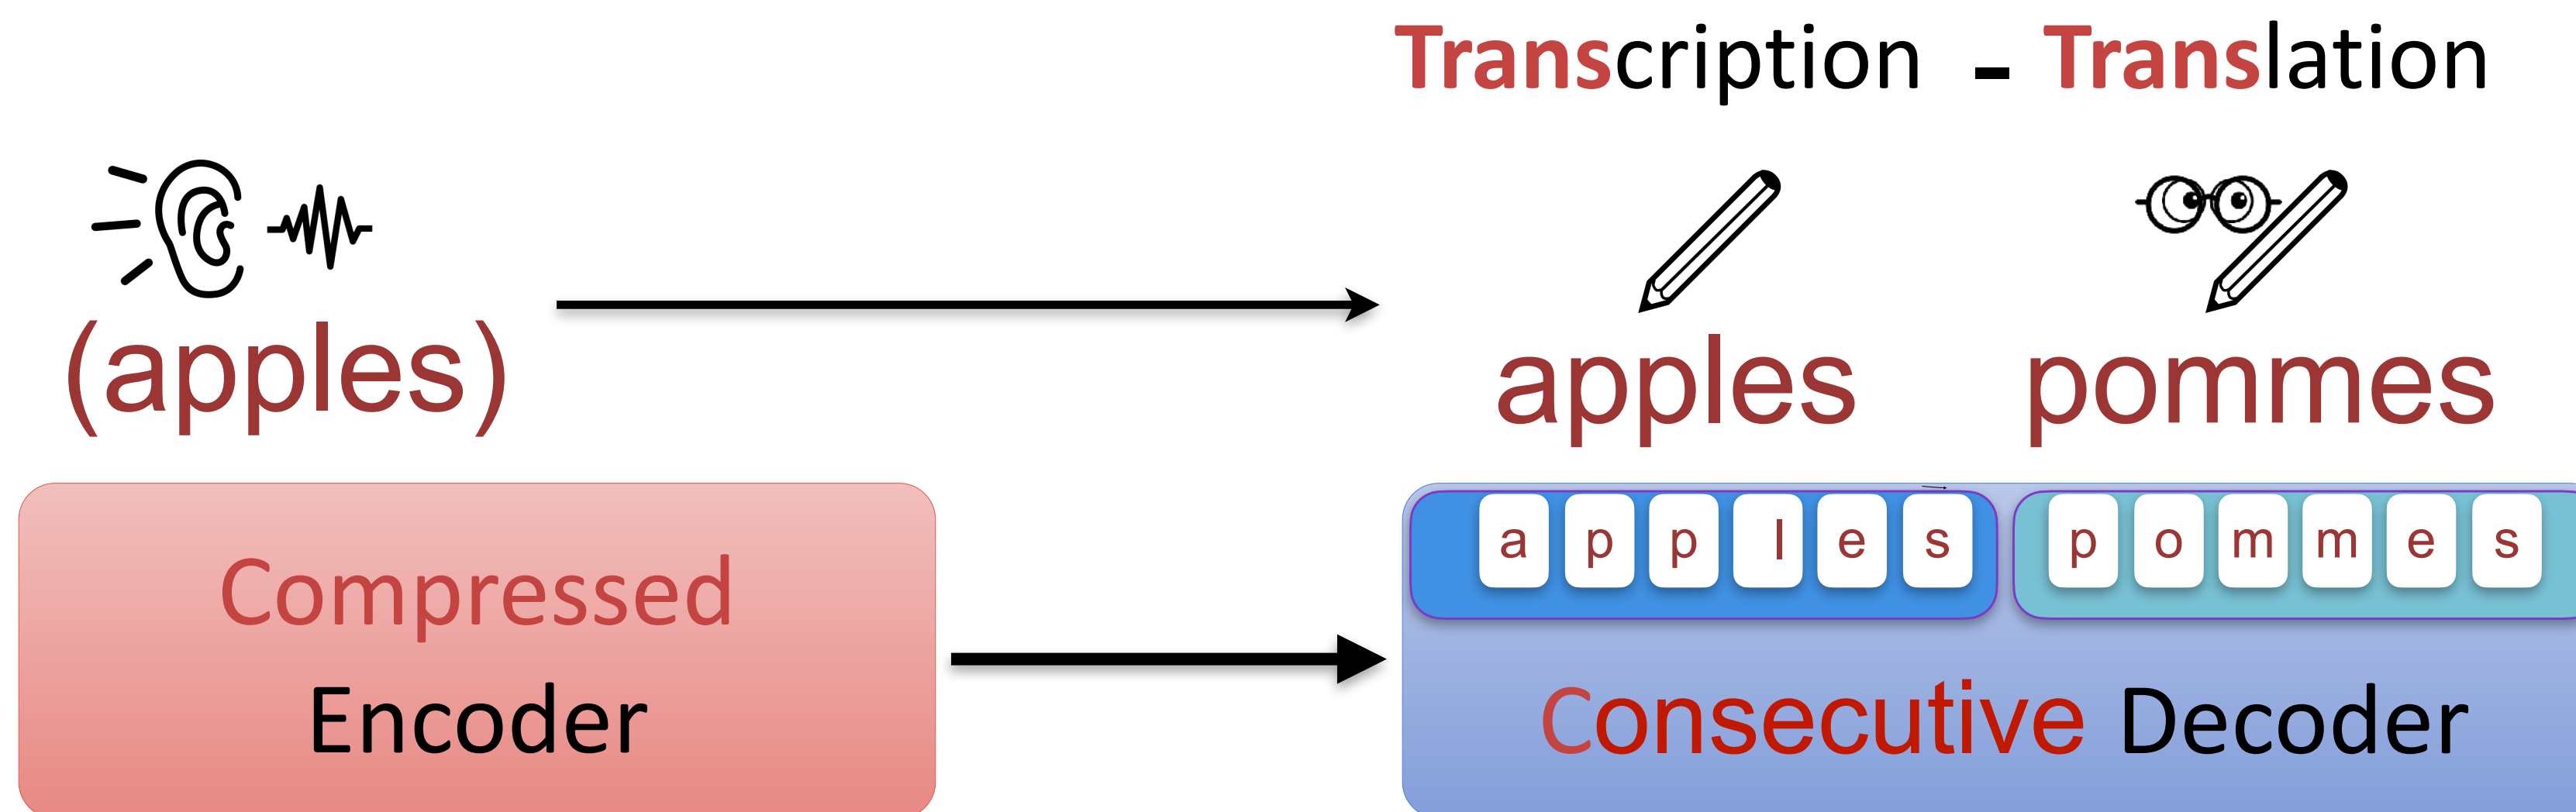 Transcription - Translation
(apples)
apples pommes
a p p l e s p o m m e s
Compressed
Encoder
Consecutive Decoder